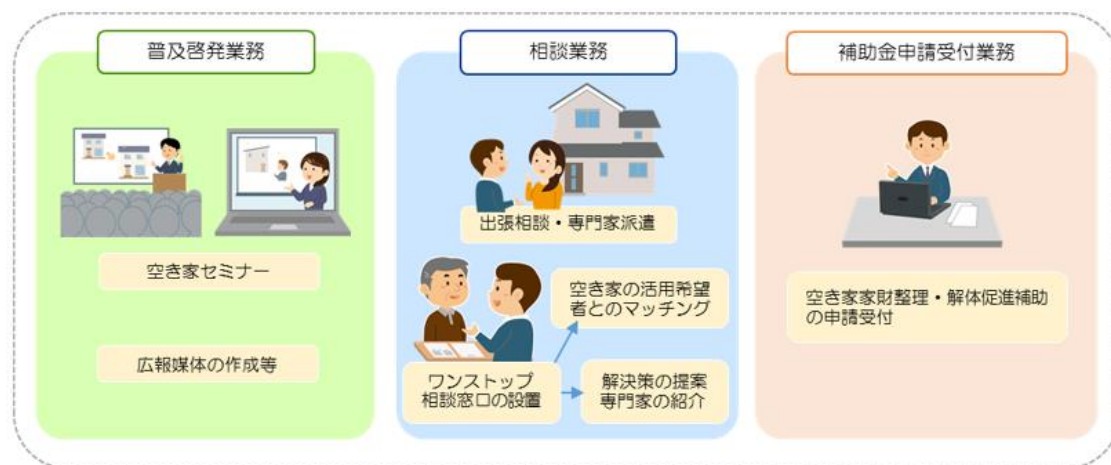 普及啓発業務
空き家セミナー
広報媒体の作成等
相談業務
出張相談・専門家派遣
空き家の活用希望
者とのマッチング
ワンストップ
相談窓口の設置
解決策の提案
専門家の紹介
補助金申請受付業務
空き家家財整理・解体促進補助
の申請受付